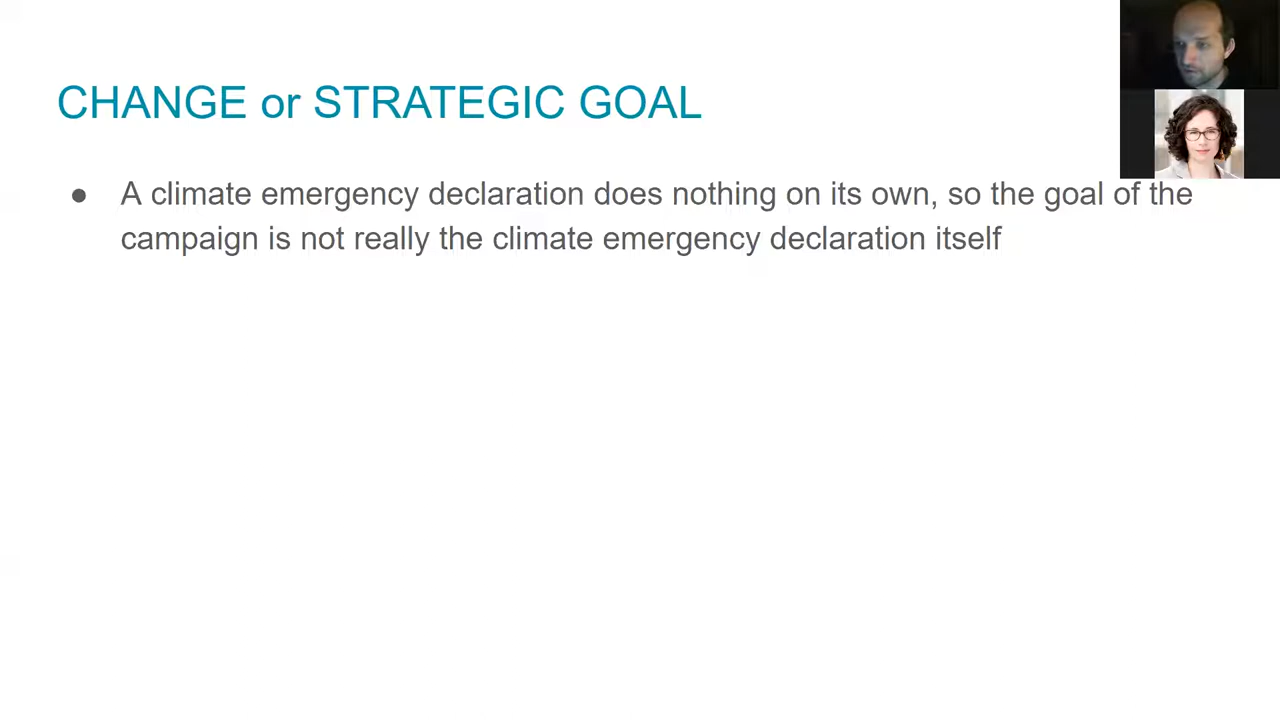 CHANGE or STRATEGIC GOAL
● A climate emergency declaration does nothing on its own, so the goal of the
campaign is not really the climate emergency declaration itself